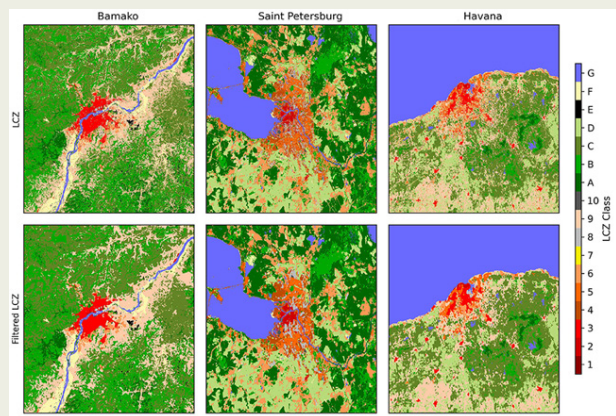 Bamako
Saint Petersburg
Havana
LCZ
Filtered LCZ
G
F
E
D
C
B
A
10
9
8
7
6
5
4
3
2
1
LCZ Class